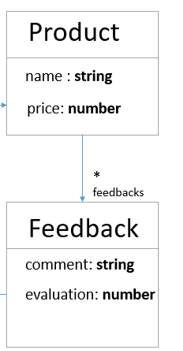 Product
name : string
price: number
*
feedbacks
Feedback
comment: string
evaluation: number